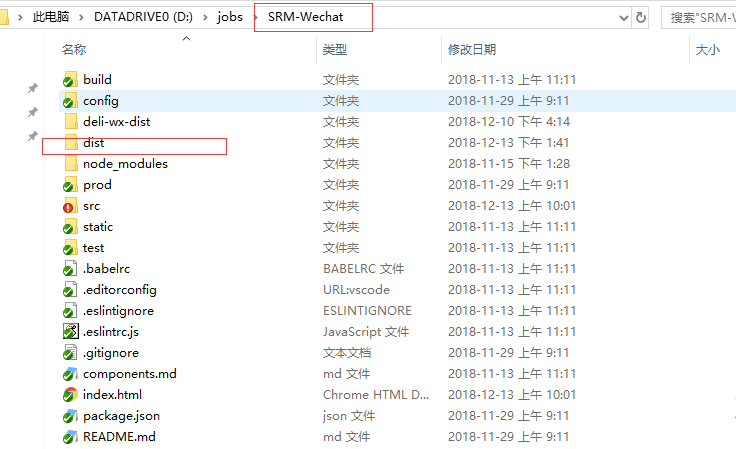 此电脑 > DATADRIVE0 (D:) > jobs > SRM-Wechat 搜索"SRM-W
名称 类型 修改日期 大小
build 文件夹 2018-11-13 上午 11:11
config 文件夹 2018-11-29 上午 9:11
deli-wx-dist 文件夹 2018-12-10 下午 4:14
dist 文件夹 2018-12-13 下午 1:41
node_modules 文件夹 2018-11-15 下午 1:28
prod 文件夹 2018-11-29 上午 9:11
src 文件夹 2018-12-13 上午 10:01
static 文件夹 2018-11-13 上午 11:11
test 文件夹 2018-11-13 上午 11:11
.babelrc BABELRC 文件 2018-11-13 上午 11:11
.editorconfig URL:vscode 2018-11-13 上午 11:11
.eslintignore ESLINTIGNORE 2018-11-13 上午 11:11
.eslintrc.js JavaScript 文件 2018-11-13 上午 11:11
.gitignore 文本文档 2018-11-29 上午 9:11
components.md md 文件 2018-11-13 上午 11:11
index.html Chrome HTML D... 2018-12-13 上午 10:01
package.json json 文件 2018-11-29 上午 9:11
README.md md 文件 2018-11-29 上午 9:11